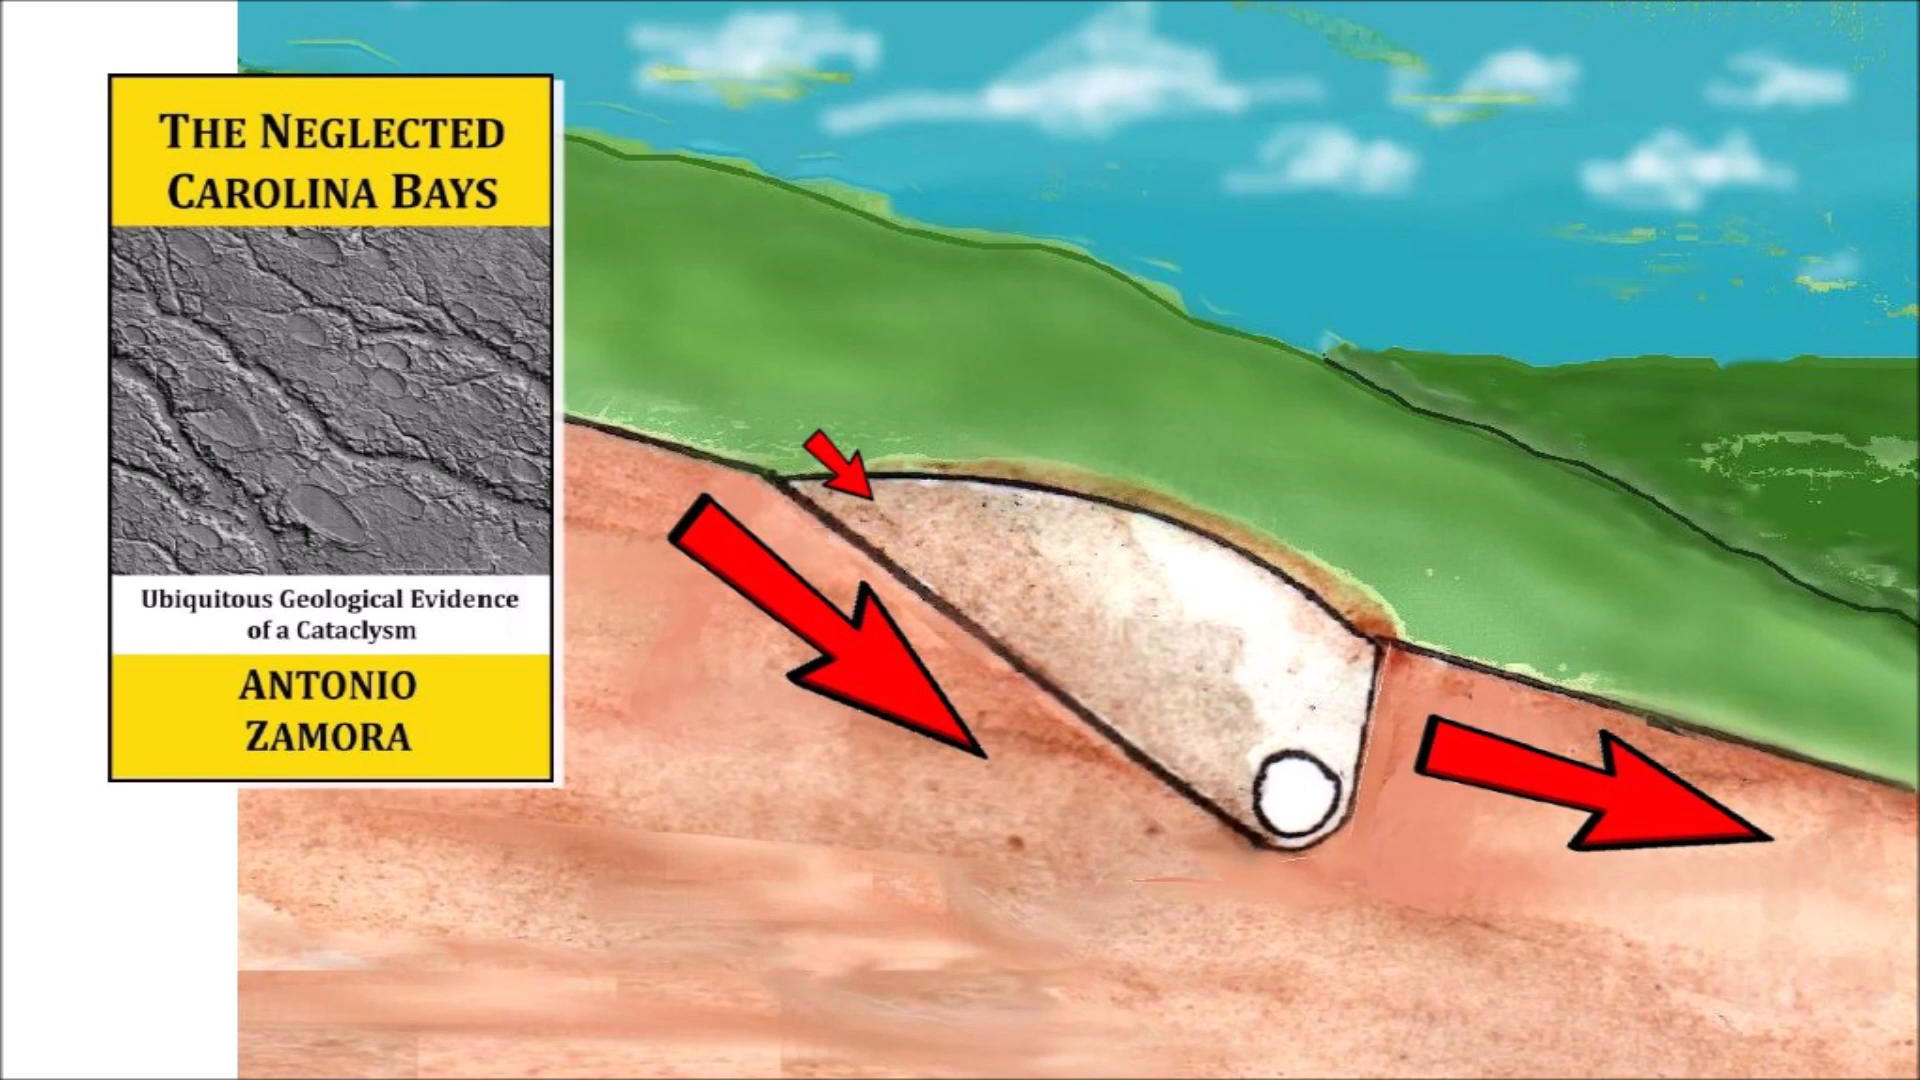 THE NEGLECTED
CAROLINA BAYS
Ubiquitous Geological Evidence
of a Cataclysm
ANTONIO
ZAMORA